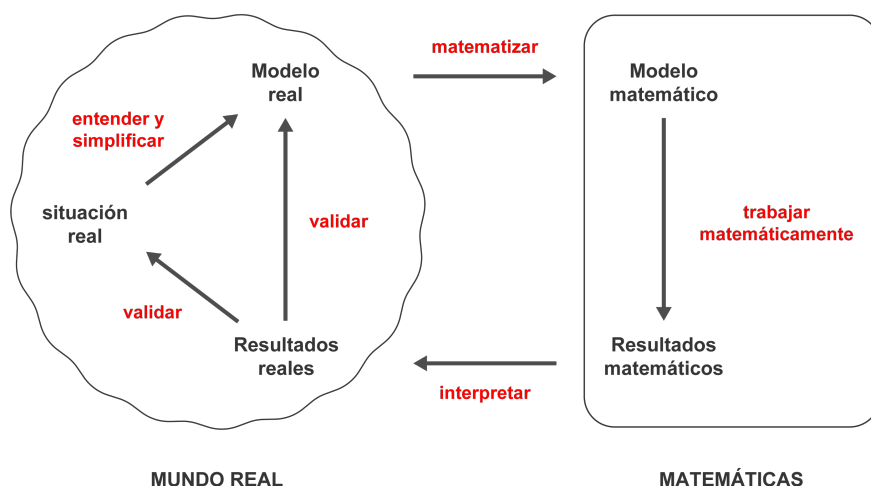 matematizar
Modelo
real
Modelo
matemático
entender y
simplificar
situación
real
validar
trabajar
matemáticamente
validar
Resultados
reales
Resultados
matemáticos
interpretar
MUNDO REAL
MATEMÁTICAS